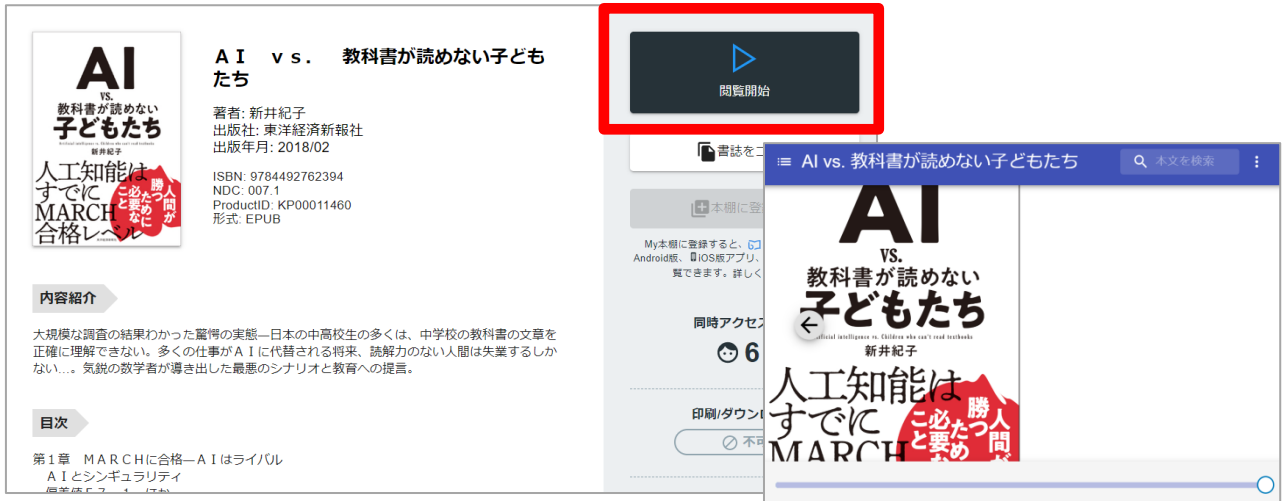 AI
vs.
教科書が読めない
子どもたち
Artificial intelligence vs. Children who can't read textbooks
新井紀子
人工知能は
すでに
MARCH
合格レベル
人間が
勝つ
ために
必要な
こと
ＡＩ　ｖｓ．　教科書が読めない子ども
たち
著者: 新井紀子
出版社: 東洋経済新報社
出版年月: 2018/02
ISBN: 9784492762394
NDC: 007.1
ProductID: KP00011460
形式: EPUB
内容紹介
大規模な調査の結果わかった驚愕の実態―日本の中高校生の多くは、中学校の教科書の文章を
正確に理解できない。多くの仕事がＡＩに代替される将来、読解力のない人間は失業するしか
ない…。気鋭の数学者が導き出した最悪のシナリオと教育への提言。
目次
第１章　ＭＡＲＣＨに合格―ＡＩはライバル
ＡＩとシンギュラリティ
偏差値５７．１　ほか
閲覧開始
書誌をコ
本棚に登
My本棚に登録すると、
Android版、iOS版アプリ、
覧できます。詳しく
同時アクセ
6
印刷/ダウンロ
不可
AI vs. 教科書が読めない子どもたち
本文を検索
AI
vs.
教科書が読めない
子どもたち
Artificial intelligence vs. Children who can't read textbooks
新井紀子
人工知能は
すでに
MARCH
人間が
勝つ
ために
必要な
こと